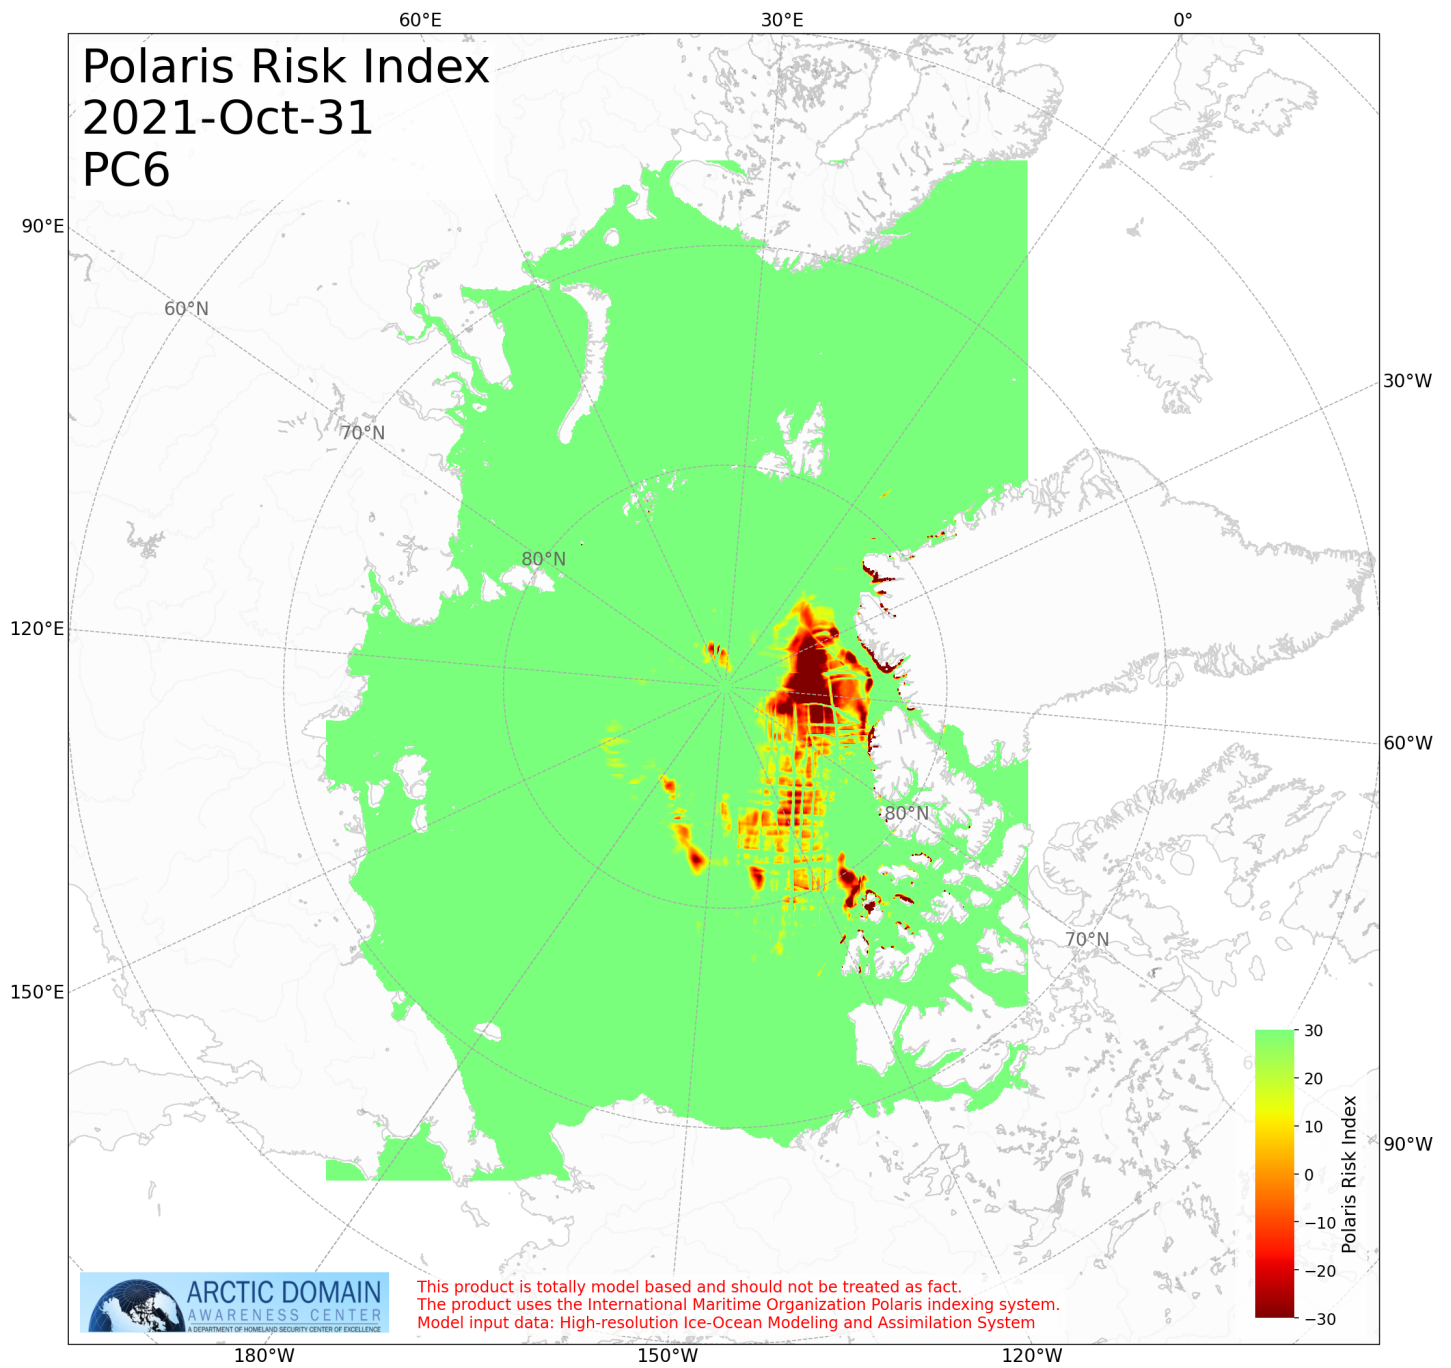 60°E 30°E 0°
Polaris Risk Index
2021-Oct-31
PC6
90°E
60°N
30°W
70°N
80°N
120°E
60°W
80°N
70°N
150°E
30
20
10
0
−10
−20
−30
Polaris Risk Index
90°W
ARCTIC DOMAIN
AWARENESS CENTER
A DEPARTMENT OF HOMELAND SECURITY CENTER OF EXCELLENCE
This product is totally model based and should not be treated as fact.
The product uses the International Maritime Organization Polaris indexing system.
Model input data: High-resolution Ice-Ocean Modeling and Assimilation System
180°W 150°W 120°W